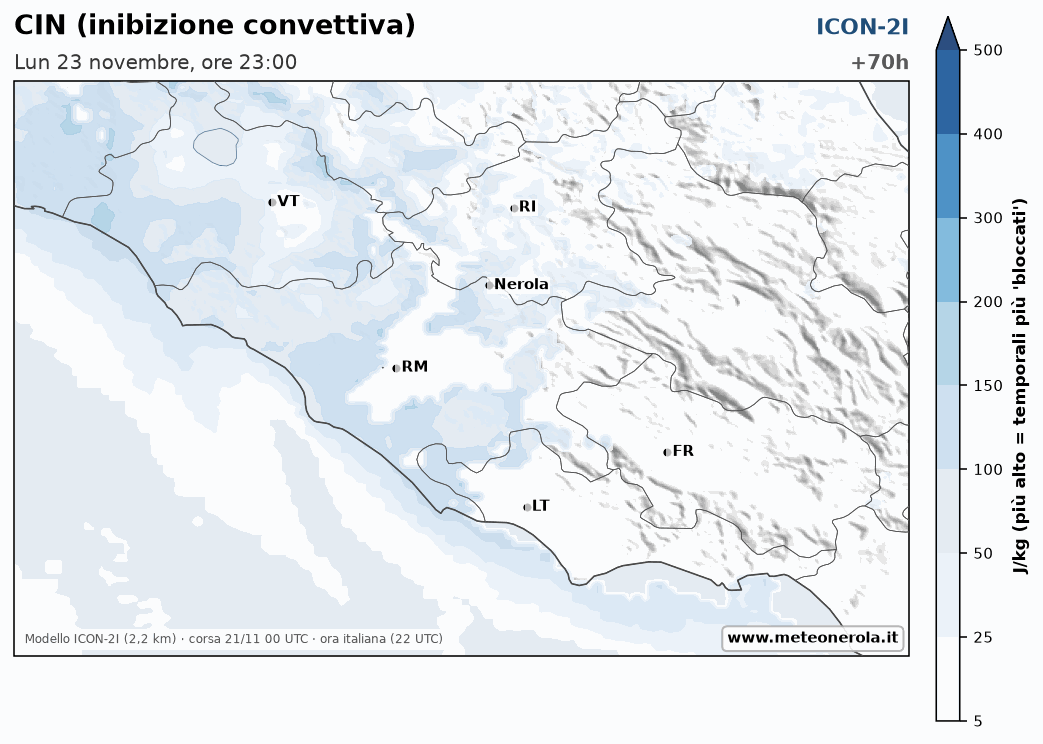 CIN (inibizione convettiva)
ICON-2I
Lun 23 novembre, ore 23:00
+70h
VT
RI
Nerola
RM
FR
LT
Modello ICON-2I (2,2 km) · corsa 21/11 00 UTC · ora italiana (22 UTC)
www.meteonerola.it
500
400
300
200
150
100
50
25
5
J/kg (più alto = temporali più 'bloccati')